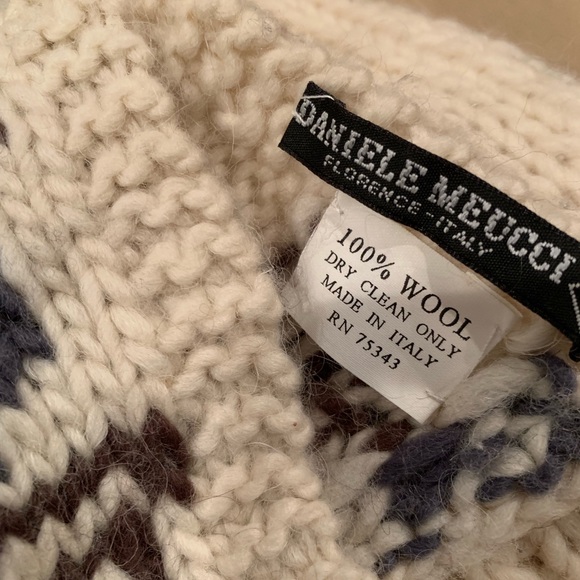 DANIELE MEUCCI
FLORENCE-ITALY
100% WOOL
DRY CLEAN ONLY
MADE IN ITALY
RN 75343